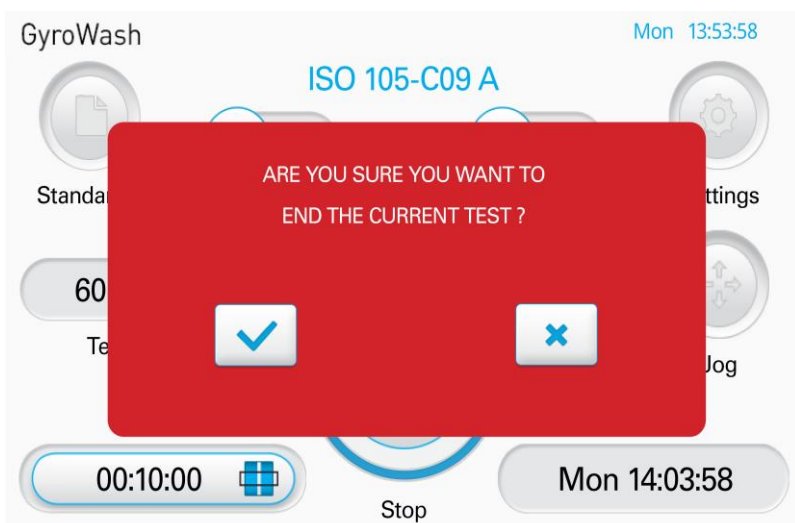 GyroWash
Mon 13:53:58
ISO 105-C09 A
ARE YOU SURE YOU WANT TO
END THE CURRENT TEST ?
60
00:10:00
Stop
Mon 14:03:58
Jog